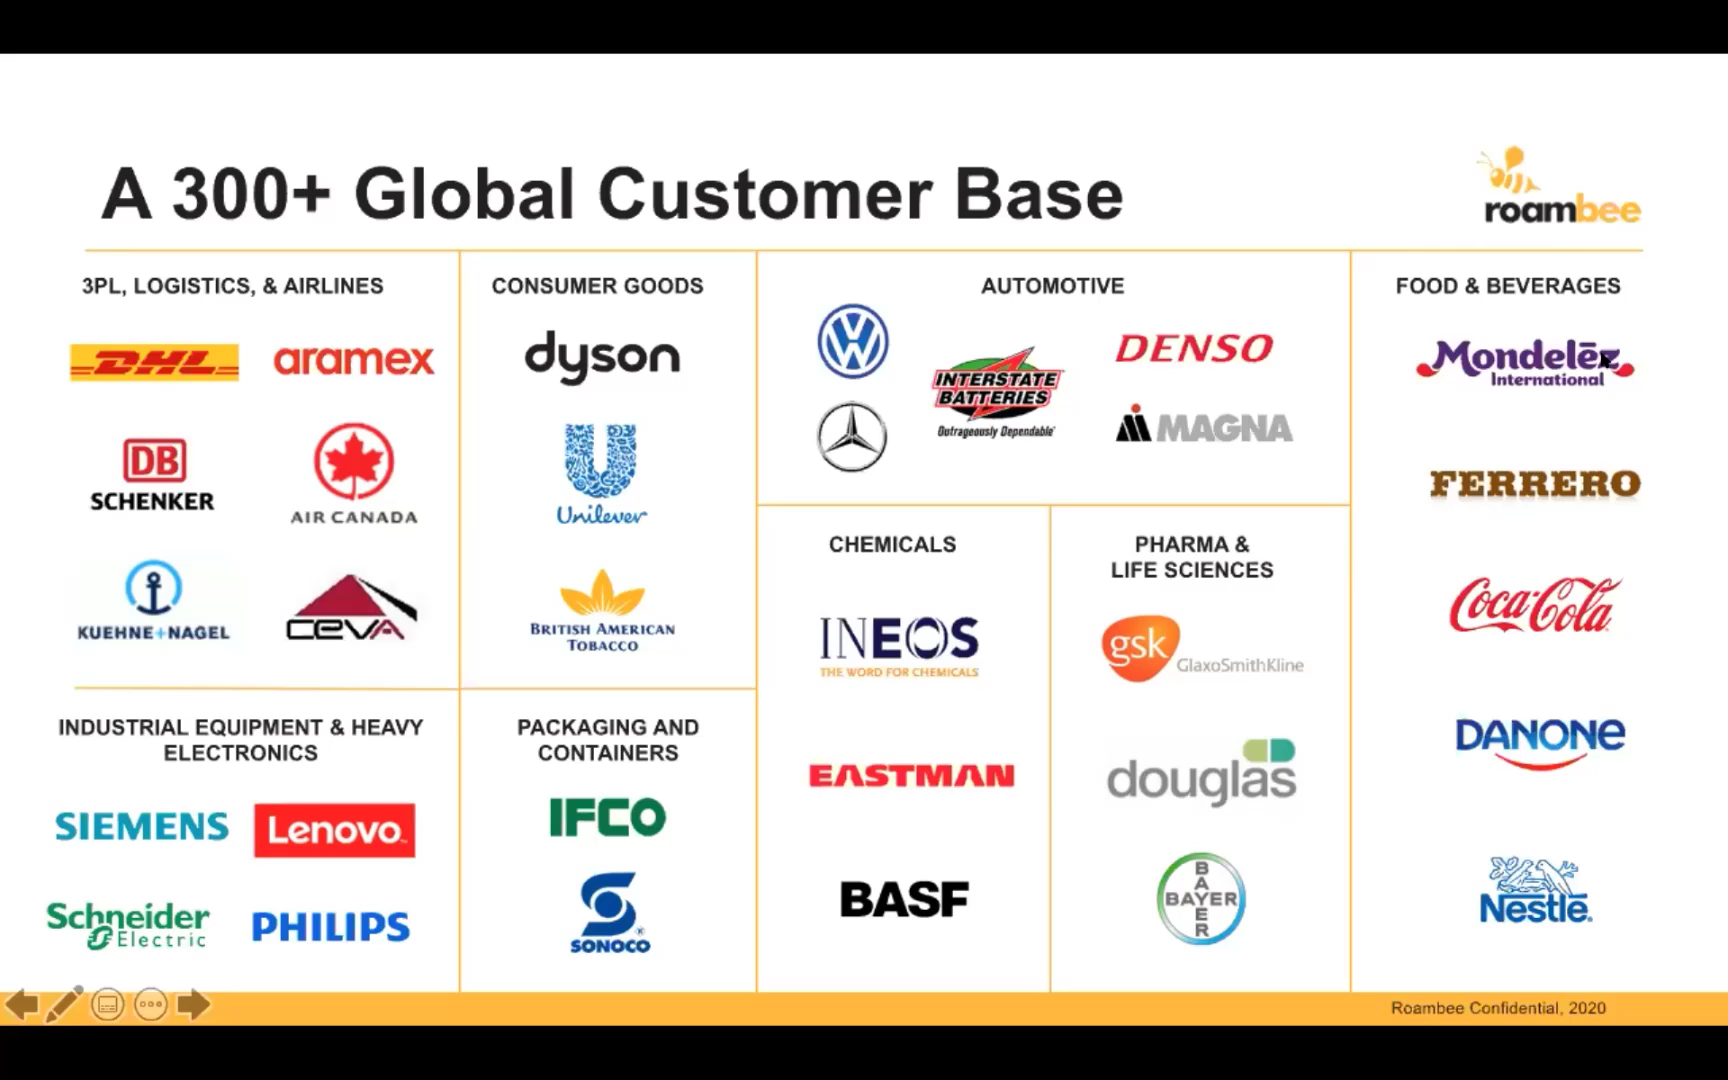 A 300+ Global Customer Base
roambee
3PL, LOGISTICS, & AIRLINES
DHL
aramex
DB
SCHENKER
AIR CANADA
KUEHNE+NAGEL
CEVA
CONSUMER GOODS
dyson
Unilever
BRITISH AMERICAN
TOBACCO
AUTOMOTIVE
INTERSTATE
BATTERIES
Outrageously Dependable
DENSO
MAGNA
FOOD & BEVERAGES
Mondelēz
International
FERRERO
Coca-Cola
DANONE
Nestlé
CHEMICALS
INEOS
THE WORD FOR CHEMICALS
EASTMAN
BASF
PHARMA &
LIFE SCIENCES
gsk
GlaxoSmithKline
douglas
BAYER
BAYER
INDUSTRIAL EQUIPMENT & HEAVY
ELECTRONICS
SIEMENS
Lenovo
Schneider
Electric
PHILIPS
PACKAGING AND
CONTAINERS
IFCO
SONOCO
Roambee Confidential, 2020